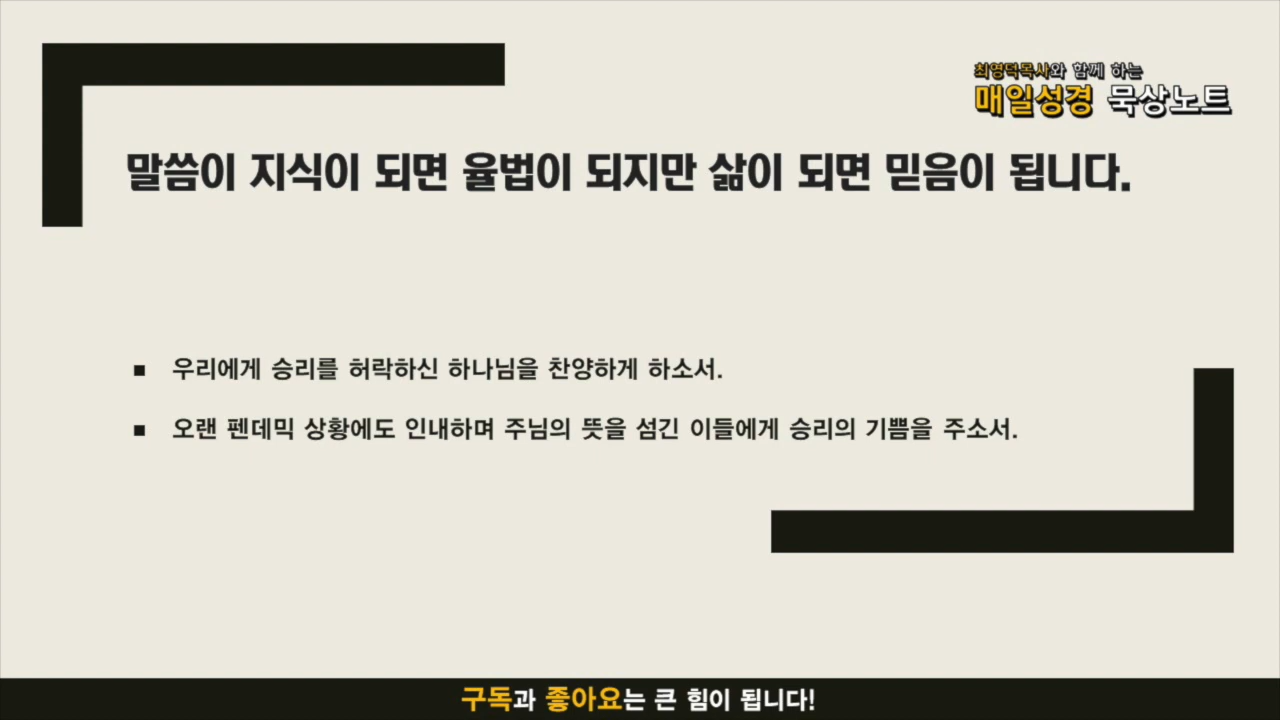 최영덕목사와 함께 하는
매일성경 묵상노트
말씀이 지식이 되면 율법이 되지만 삶이 되면 믿음이 됩니다.
▪ 우리에게 승리를 허락하신 하나님을 찬양하게 하소서.
▪ 오랜 펜데믹 상황에도 인내하며 주님의 뜻을 섬긴 이들에게 승리의 기쁨을 주소서.
구독과 좋아요는 큰 힘이 됩니다!